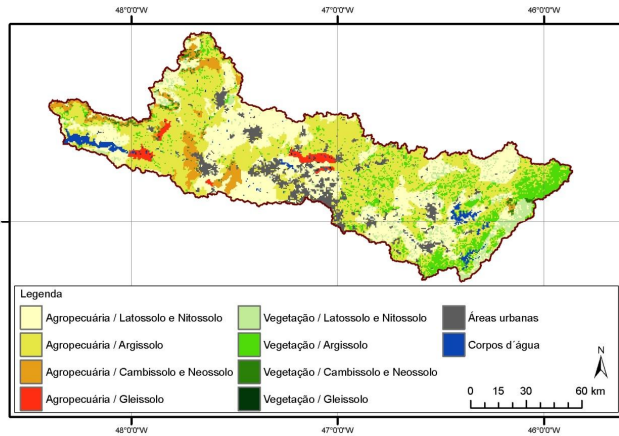 48°0'0"W 47°0'0"W 46°0'0"W
Legenda
Agropecuária / Latossolo e Nitossolo
Agropecuária / Argissolo
Agropecuária / Cambissolo e Neossolo
Agropecuária / Gleissolo
Vegetação / Latossolo e Nitossolo
Vegetação / Argissolo
Vegetação / Cambissolo e Neossolo
Vegetação / Gleissolo
Áreas urbanas
Corpos d´água
N
0 15 30 60 km
48°0'0"W 47°0'0"W 46°0'0"W